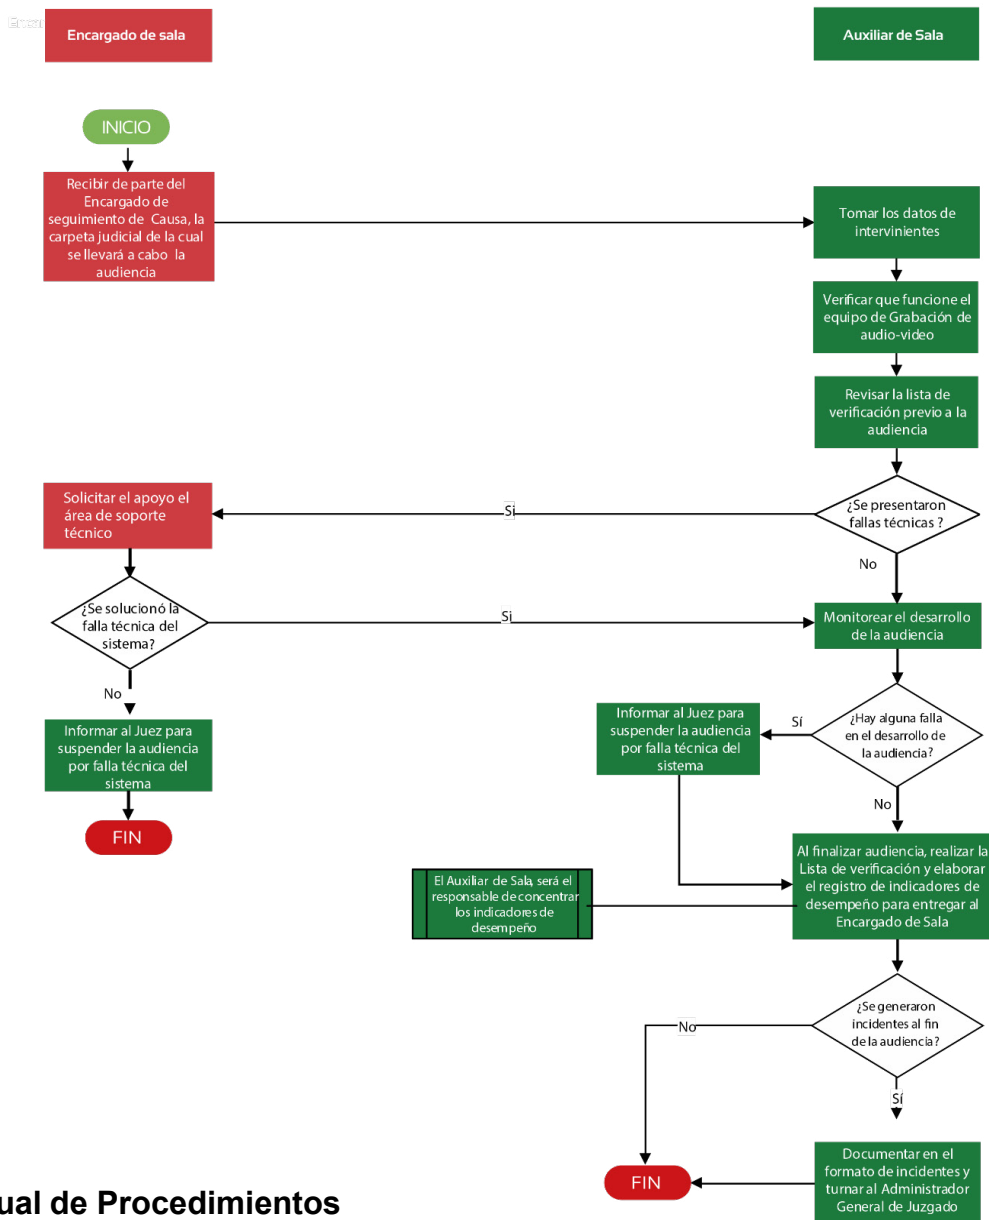 Encargado de sala
Auxiliar de Sala
INICIO
Recibir de parte del
Encargado de
seguimiento de Causa, la
carpeta judicial de la cual
se llevará a cabo la
audiencia
Tomar los datos de
intervinientes
Verificar que funcione el
equipo de Grabación de
audio-video
Revisar la lista de
verificación previo a la
audiencia
¿Se presentaron
fallas técnicas ?
Si
No
Solicitar el apoyo el
área de soporte
técnico
¿Se solucionó la
falla técnica del
sistema?
Si
No
Monitorear el desarrollo
de la audiencia
Informar al Juez para
suspender la audiencia
por falla técnica del
sistema
FIN
¿Hay alguna falla
en el desarrollo de
la audiencia?
Sí
No
Informar al Juez para
suspender la audiencia
por falla técnica del
sistema
Al finalizar audiencia, realizar la
Lista de verificación y elaborar
el registro de indicadores de
desempeño para entregar al
Encargado de Sala
El Auxiliar de Sala, será el
responsable de concentrar
los indicadores de
desempeño
¿Se generaron
incidentes al fin
de la audiencia?
No
Sí
Documentar en el
formato de incidentes y
turnar al Administrador
General de Juzgado
FIN
ual de Procedimientos